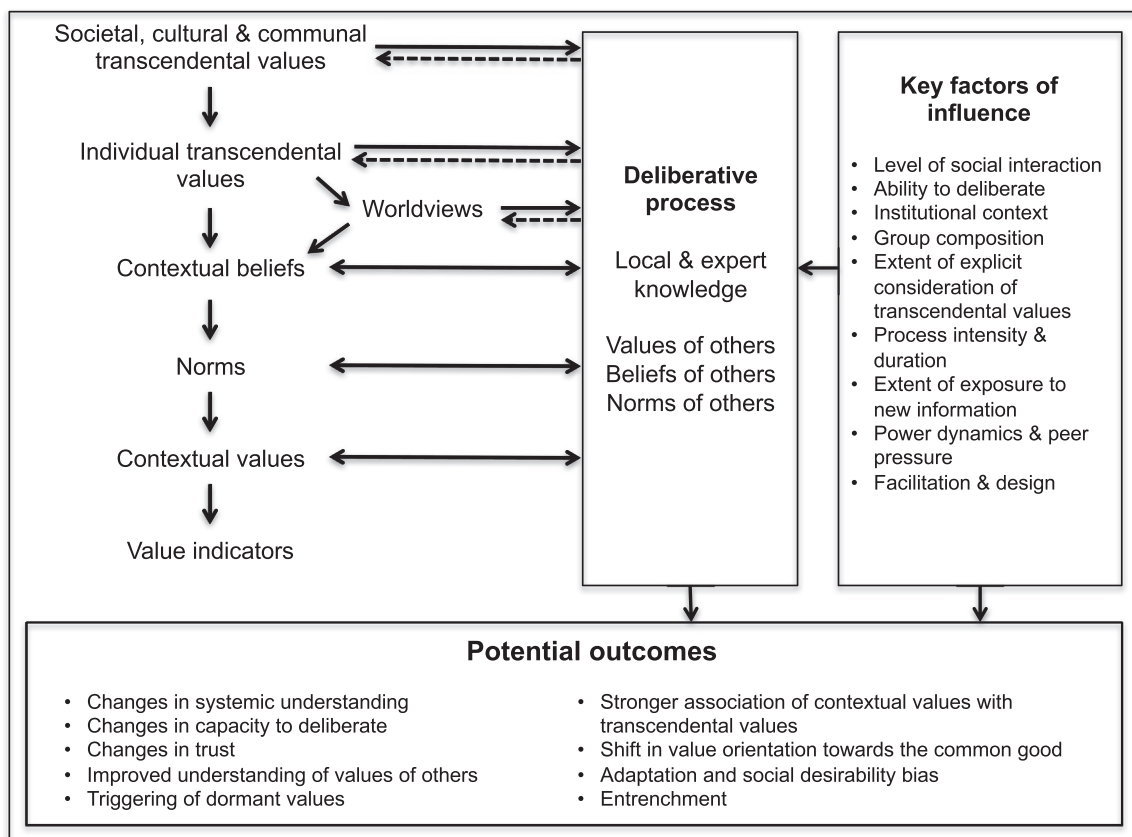 Societal, cultural & communal
transcendental values
Individual transcendental
values
Worldviews
Contextual beliefs
Norms
Contextual values
Value indicators
Deliberative
process
Local & expert
knowledge
Values of others
Beliefs of others
Norms of others
Key factors of
influence
• Level of social interaction
• Ability to deliberate
• Institutional context
• Group composition
• Extent of explicit
consideration of
transcendental values
• Process intensity &
duration
• Extent of exposure to
new information
• Power dynamics & peer
pressure
• Facilitation & design
Potential outcomes
• Changes in systemic understanding
• Changes in capacity to deliberate
• Changes in trust
• Improved understanding of values of others
• Triggering of dormant values
• Stronger association of contextual values with
transcendental values
• Shift in value orientation towards the common good
• Adaptation and social desirability bias
• Entrenchment